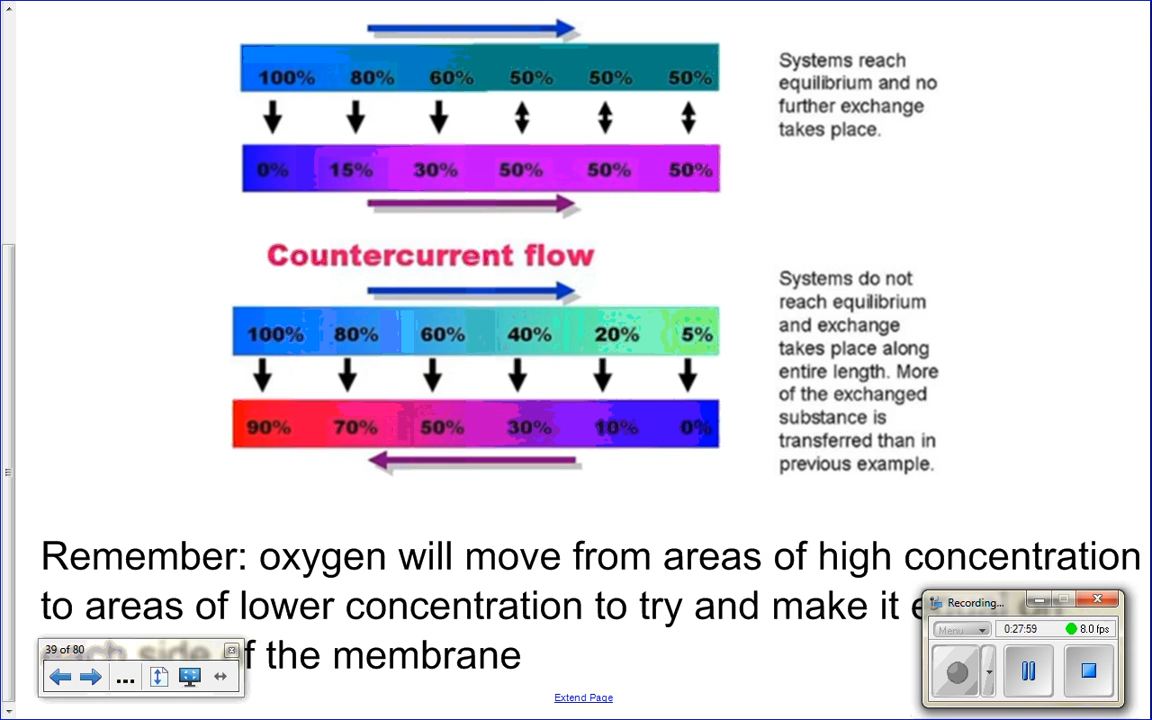 100% 80% 60% 50% 50% 50%
0% 15% 30% 50% 50% 50%
Systems reach
equilibrium and no
further exchange
takes place.
Countercurrent flow
100% 80% 60% 40% 20% 5%
90% 70% 50% 30% 10% 0%
Systems do not
reach equilibrium
and exchange
takes place along
entire length. More
of the exchanged
substance is
transferred than in
previous example.
Remember: oxygen will move from areas of high concentration
to areas of lower concentration to try and make it
side of the membrane
39 of 80
...
Extend Page
Recording...
Menu
0:27:59
8.0 fps